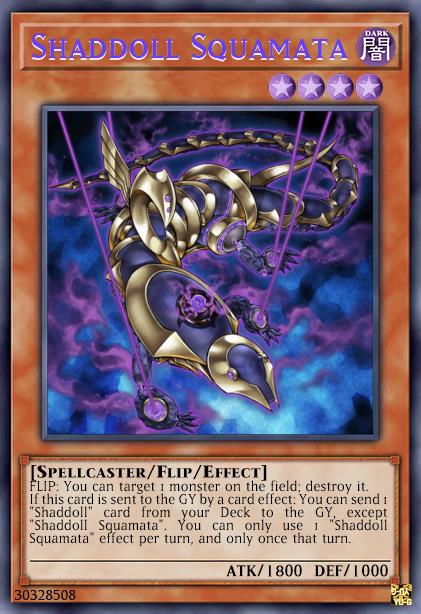 Shaddoll Squamata
DARK
闇
[Spellcaster/Flip/Effect]
FLIP: You can target 1 monster on the field; destroy it.
If this card is sent to the GY by a card effect: You can send 1
"Shaddoll" card from your Deck to the GY, except
"Shaddoll Squamata". You can only use 1 "Shaddoll
Squamata" effect per turn, and only once that turn.
ATK/1800 DEF/1000
30328508